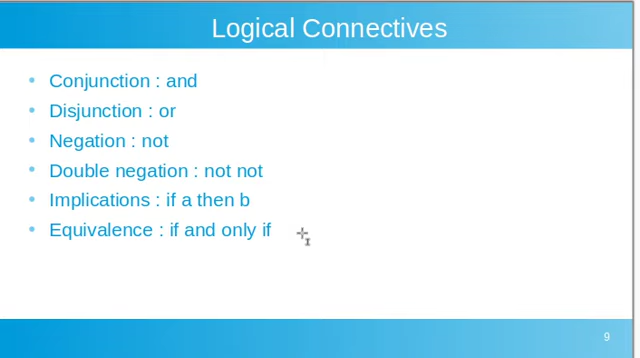 Logical Connectives
• Conjunction : and
• Disjunction : or
• Negation : not
• Double negation : not not
• Implications : if a then b
• Equivalence : if and only if
9